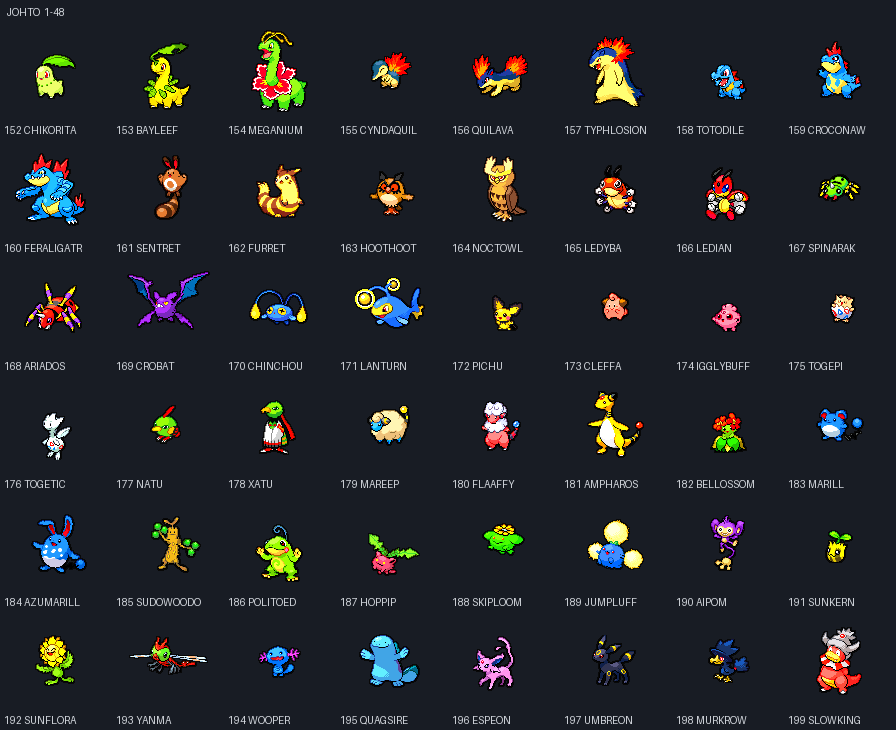 JOHTO 1-48
152 CHIKORITA 153 BAYLEEF 154 MEGANIUM 155 CYNDAQUIL 156 QUILAVA 157 TYPHLOSION 158 TOTODILE 159 CROCONAW
160 FERALIGATR 161 SENTRET 162 FURRET 163 HOOTHOOT 164 NOCTOWL 165 LEDYBA 166 LEDIAN 167 SPINARAK
168 ARIADOS 169 CROBAT 170 CHINCHOU 171 LANTURN 172 PICHU 173 CLEFFA 174 IGGLYBUFF 175 TOGEPI
176 TOGETIC 177 NATU 178 XATU 179 MAREEP 180 FLAAFFY 181 AMPHAROS 182 BELLOSSOM 183 MARILL
184 AZUMARILL 185 SUDOWOODO 186 POLITOED 187 HOPPIP 188 SKIPLOOM 189 JUMPLUFF 190 AIPOM 191 SUNKERN
192 SUNFLORA 193 YANMA 194 WOOPER 195 QUAGSIRE 196 ESPEON 197 UMBREON 198 MURKROW 199 SLOWKING